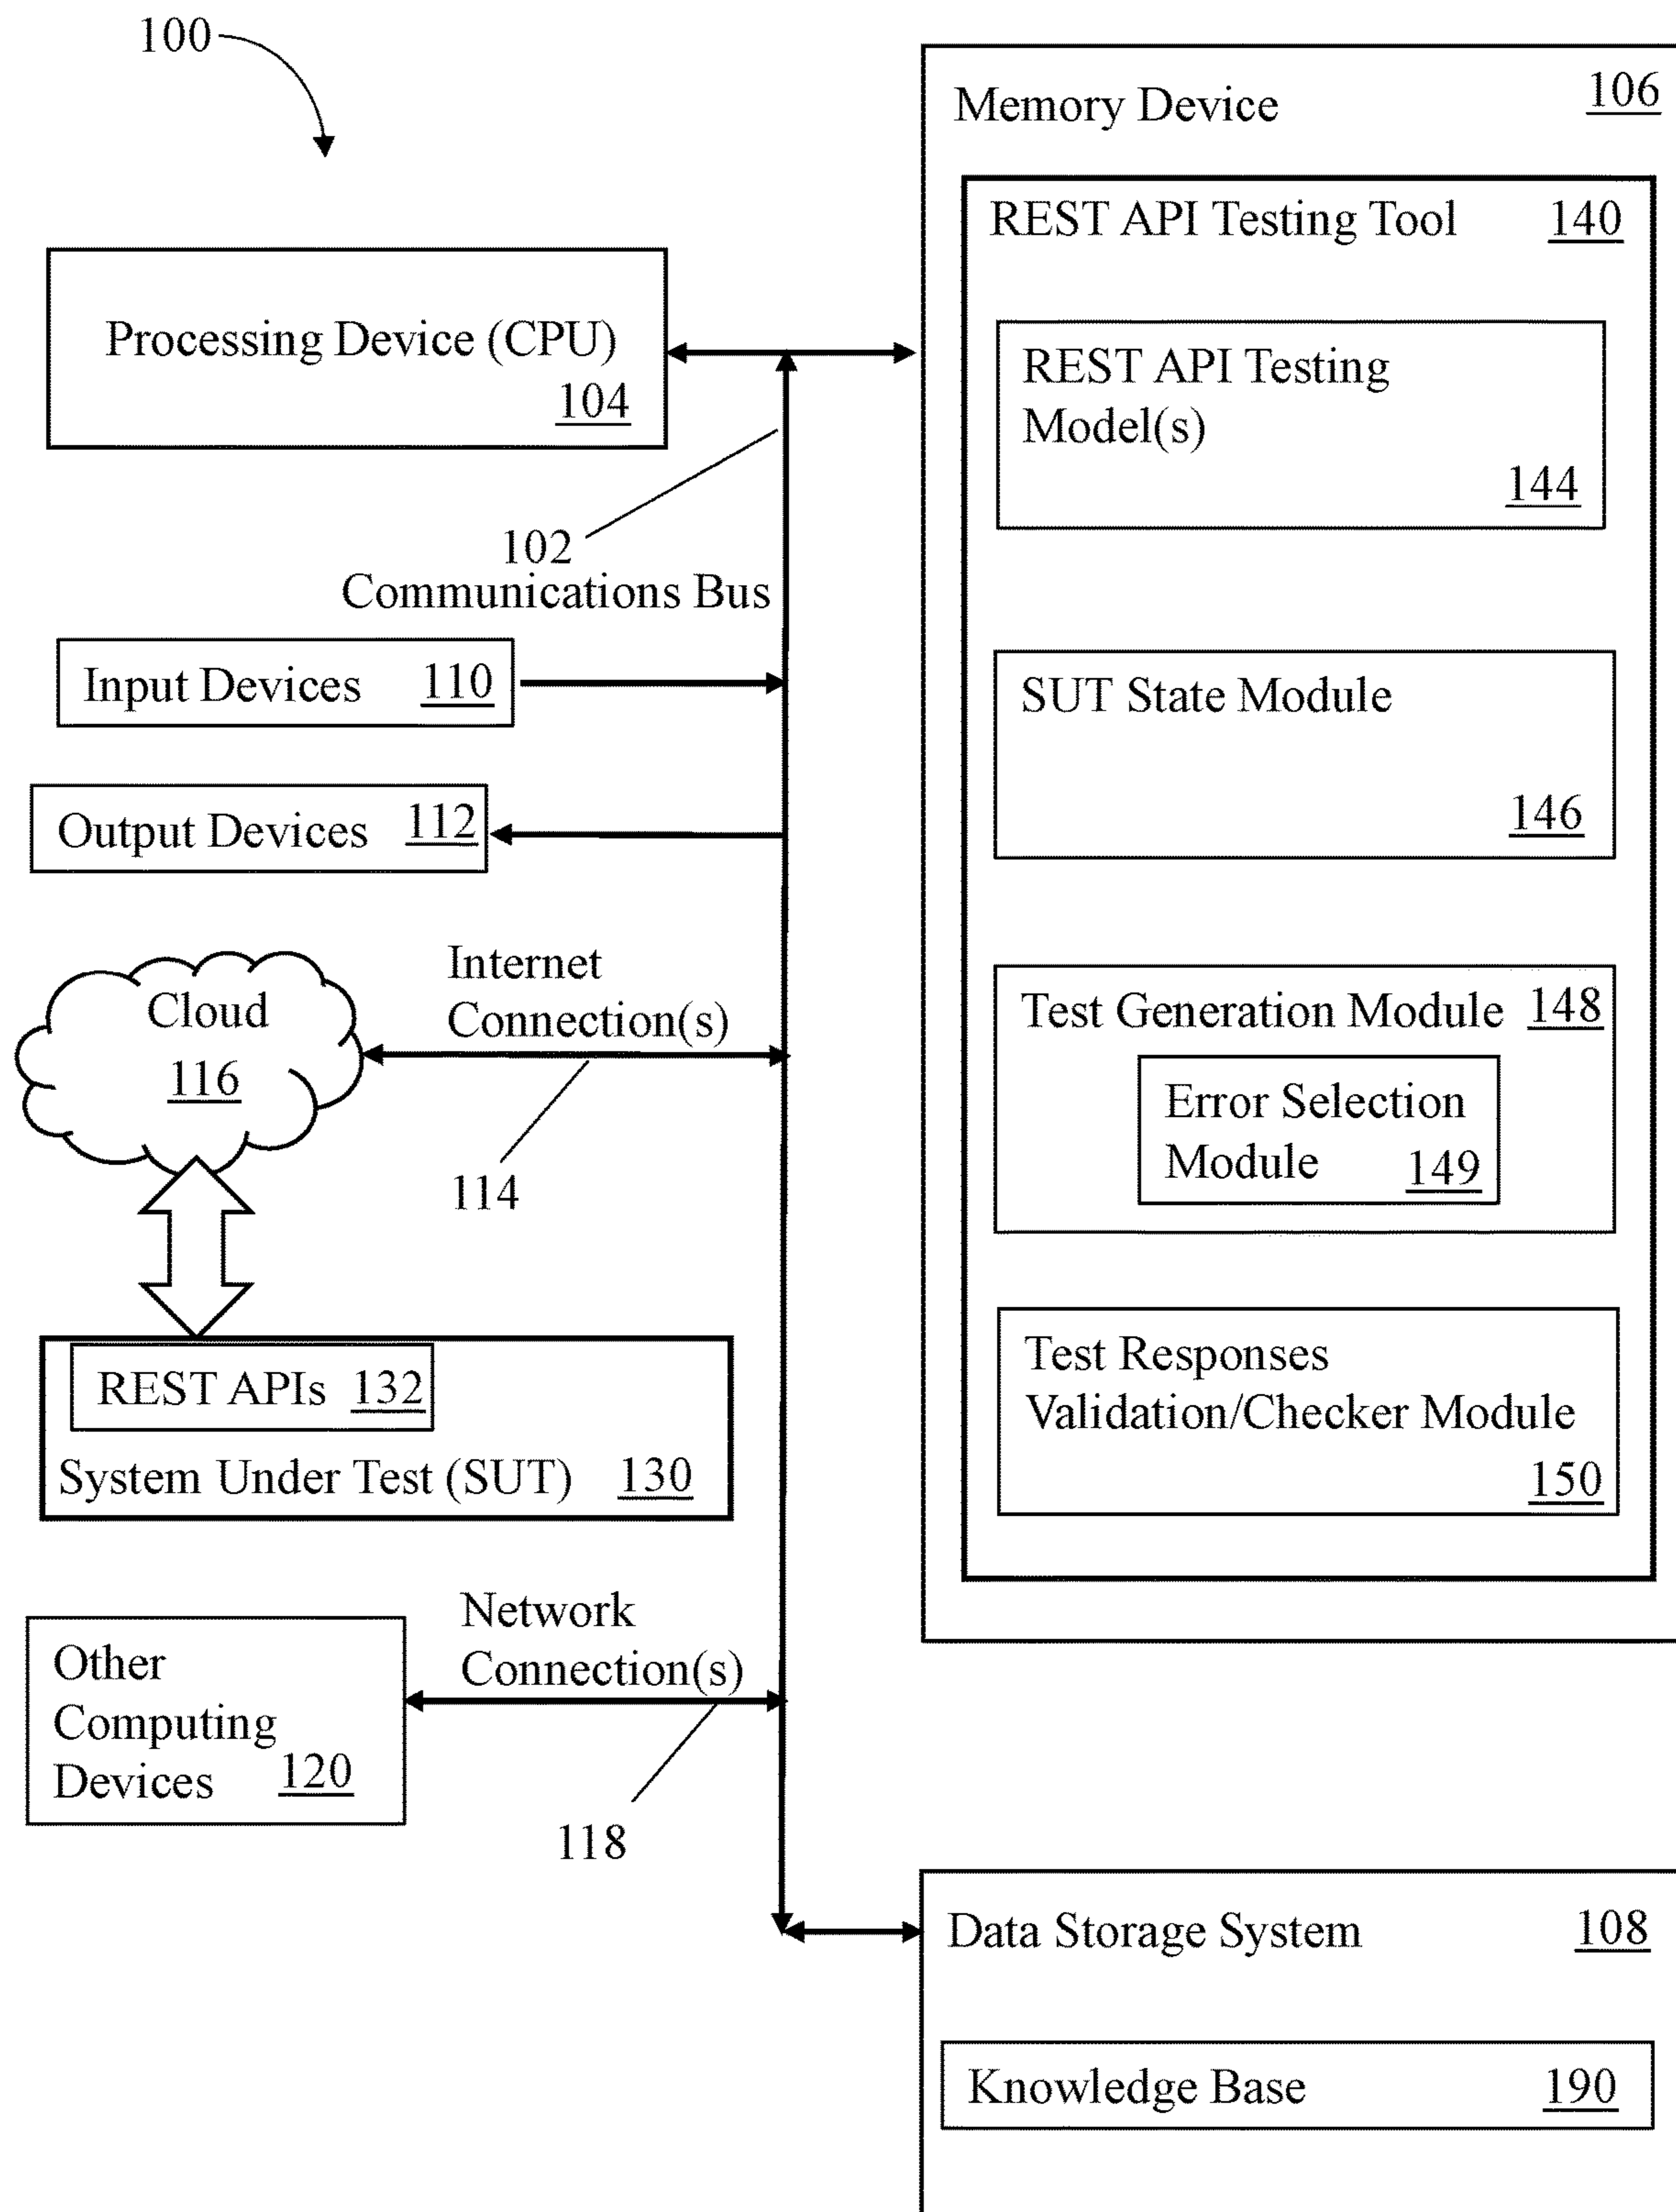 100
Memory Device 106
REST API Testing Tool 140
Processing Device (CPU)
104
REST API Testing
Model(s)
144
102
Communications Bus
Input Devices 110
SUT State Module
146
Output Devices 112
Internet
Connection(s)
Cloud
116
114
Test Generation Module 148
Error Selection
Module 149
REST APIs 132
System Under Test (SUT) 130
Test Responses
Validation/Checker Module
150
Network
Connection(s)
Other
Computing
Devices 120
118
Data Storage System 108
Knowledge Base 190